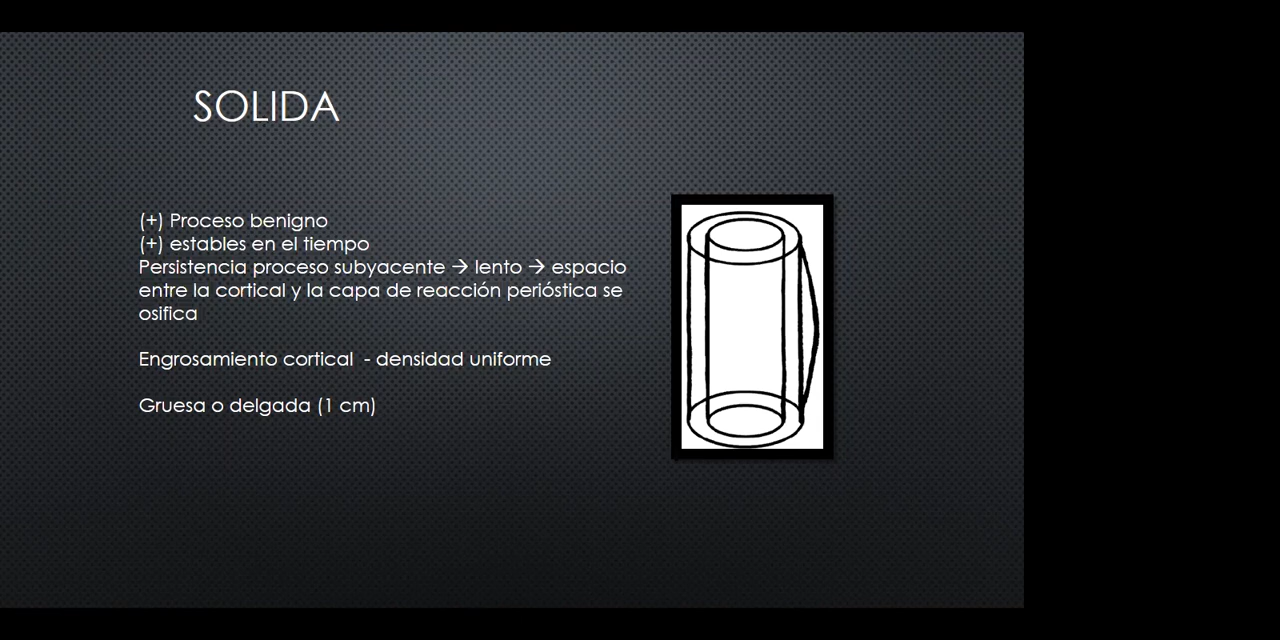 SOLIDA
(+) Proceso benigno
(+) estables en el tiempo
Persistencia proceso subyacente → lento → espacio
entre la cortical y la capa de reacción perióstica se
osifica
Engrosamiento cortical - densidad uniforme
Gruesa o delgada (1 cm)